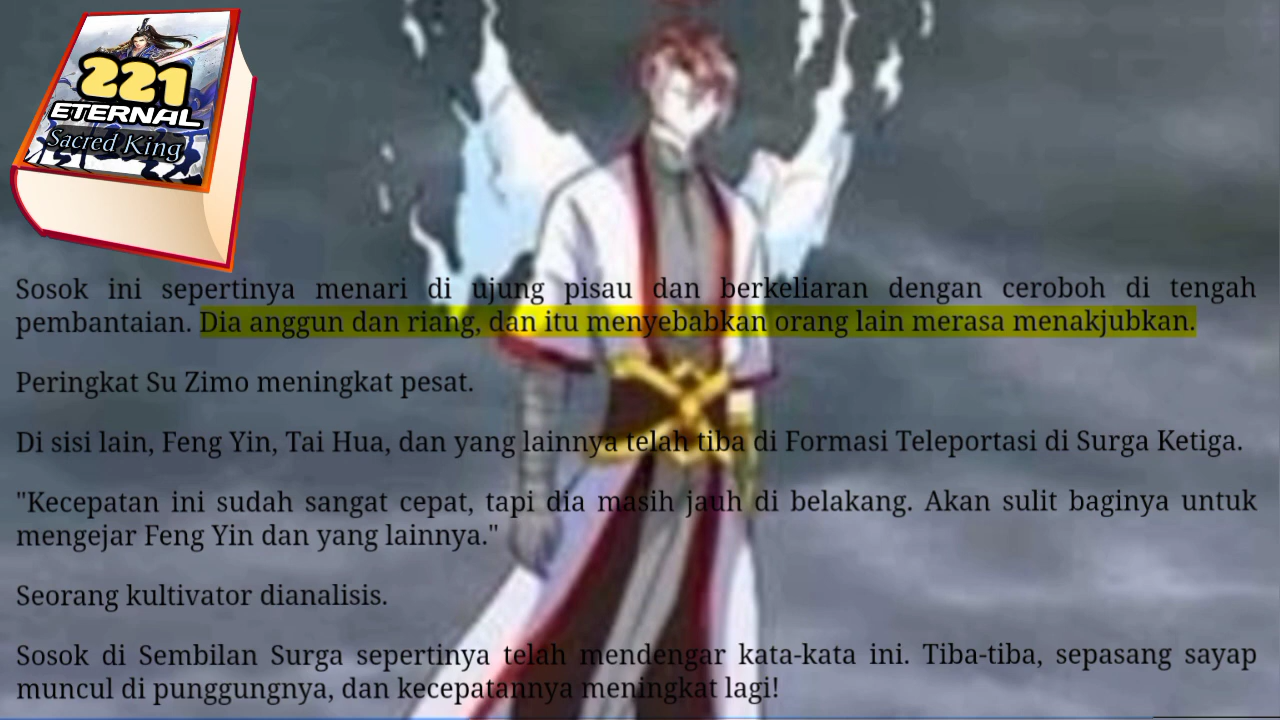 221
ETERNAL
Sacred King
Sosok ini sepertinya menari di ujung pisau dan berkeliaran dengan ceroboh di tengah
pembantaian. Dia anggun dan riang, dan itu menyebabkan orang lain merasa menakjubkan.
Peringkat Su Zimo meningkat pesat.
Di sisi lain, Feng Yin, Tai Hua, dan yang lainnya telah tiba di Formasi Teleportasi di Surga Ketiga.
"Kecepatan ini sudah sangat cepat, tapi dia masih jauh di belakang. Akan sulit baginya untuk
mengejar Feng Yin dan yang lainnya."
Seorang kultivator dianalisis.
Sosok di Sembilan Surga sepertinya telah mendengar kata-kata ini. Tiba-tiba, sepasang sayap
muncul di punggungnya, dan kecepatannya meningkat lagi!